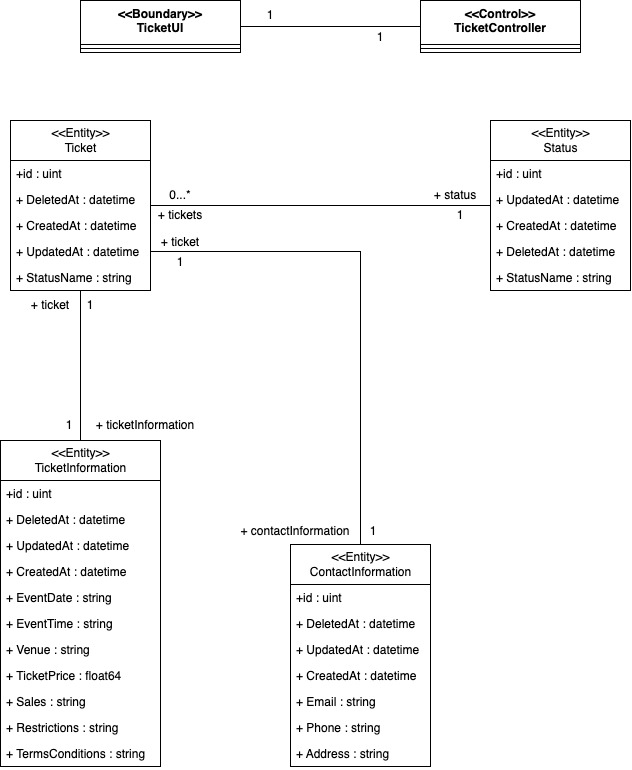 <<Boundary>>
TicketUI
1
1
<<Control>>
TicketController
<<Entity>>
Ticket
+id : uint
+ DeletedAt : datetime
+ CreatedAt : datetime
+ UpdatedAt : datetime
+ StatusName : string
0...*
+ tickets
+ status
1
<<Entity>>
Status
+id : uint
+ UpdatedAt : datetime
+ CreatedAt : datetime
+ DeletedAt : datetime
+ StatusName : string
+ ticket
1
+ ticket
1
1
+ ticketInformation
<<Entity>>
TicketInformation
+id : uint
+ DeletedAt : datetime
+ UpdatedAt : datetime
+ CreatedAt : datetime
+ EventDate : string
+ EventTime : string
+ Venue : string
+ TicketPrice : float64
+ Sales : string
+ Restrictions : string
+ TermsConditions : string
+ contactInformation
1
<<Entity>>
ContactInformation
+id : uint
+ DeletedAt : datetime
+ UpdatedAt : datetime
+ CreatedAt : datetime
+ Email : string
+ Phone : string
+ Address : string